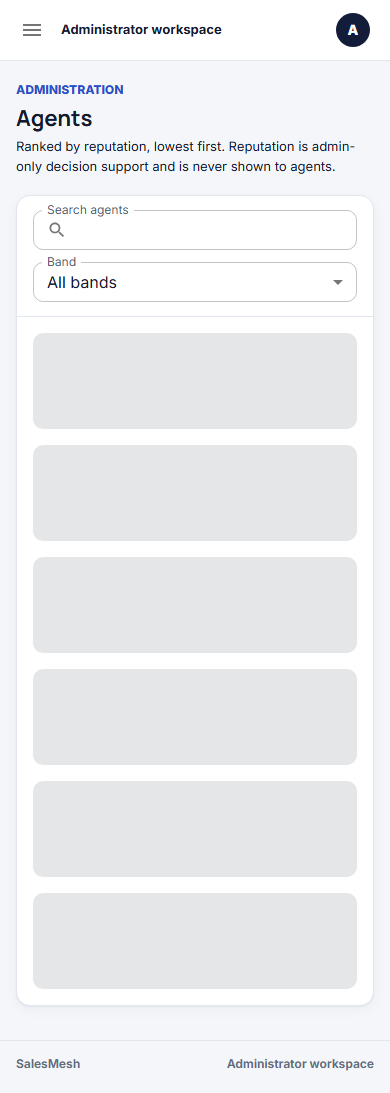 Administrator workspace
A
ADMINISTRATION
Agents
Ranked by reputation, lowest first. Reputation is admin-
only decision support and is never shown to agents.
Search agents
Band
All bands
SalesMesh
Administrator workspace